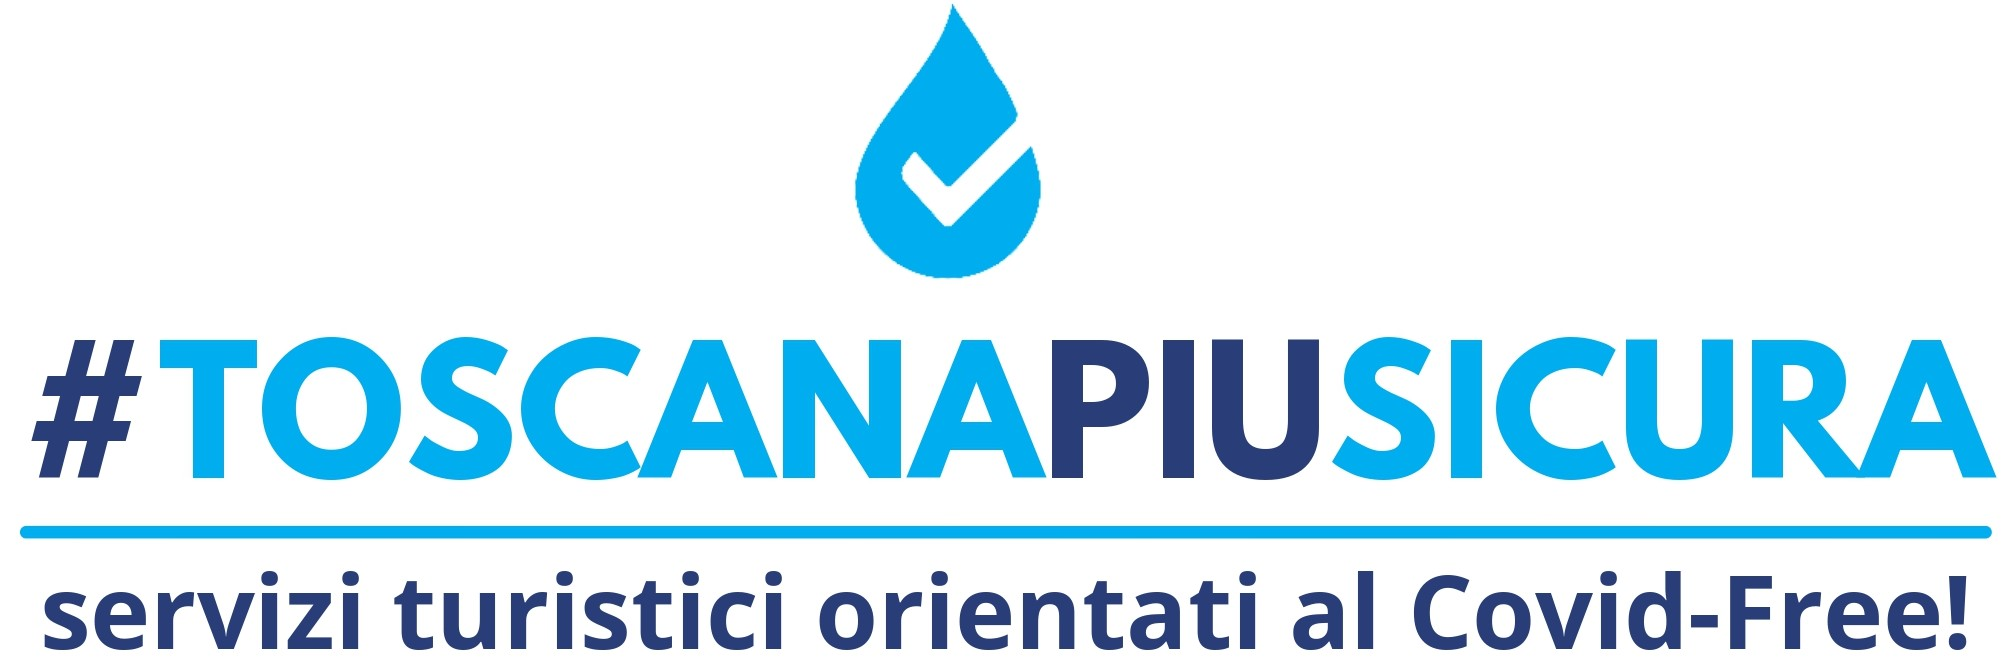 #TOSCANAPIUSICURA
servizi turistici orientati al Covid-Free!